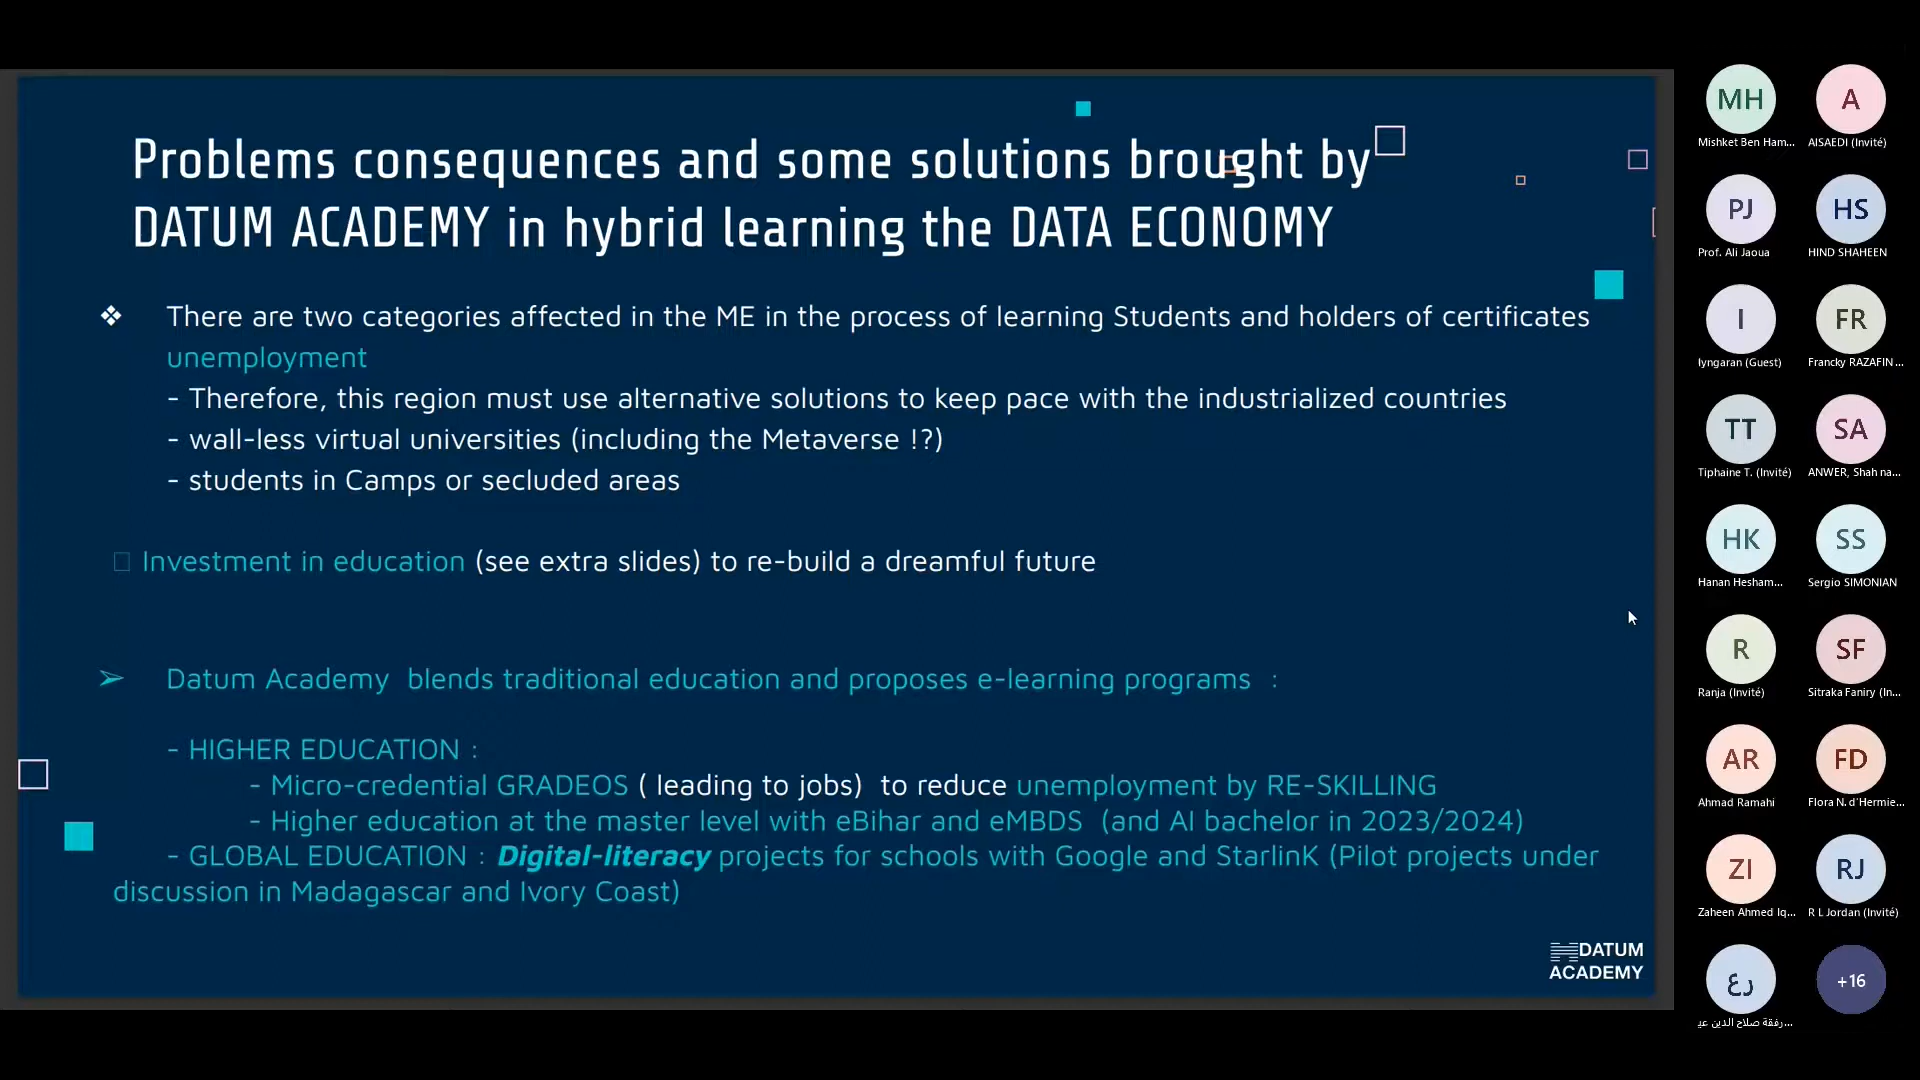 Problems consequences and some solutions brought by
DATUM ACADEMY in hybrid learning the DATA ECONOMY
❖ There are two categories affected in the ME in the process of learning Students and holders of certificates
unemployment
- Therefore, this region must use alternative solutions to keep pace with the industrialized countries
- wall-less virtual universities (including the Metaverse !?)
- students in Camps or secluded areas
Investment in education (see extra slides) to re-build a dreamful future
➢ Datum Academy blends traditional education and proposes e-learning programs :
- HIGHER EDUCATION :
- Micro-credential GRADEOS ( leading to jobs) to reduce unemployment by RE-SKILLING
- Higher education at the master level with eBihar and eMBDS (and AI bachelor in 2023/2024)
- GLOBAL EDUCATION : Digital-literacy projects for schools with Google and StarlinK (Pilot projects under
discussion in Madagascar and Ivory Coast)
DATUM
ACADEMY
MH A
Mishket Ben Ham... AISAEDI (Invité)
PJ HS
Prof. Ali Jaoua HIND SHAHEEN
I FR
Iyngaran (Guest) Francky RAZAFIN...
TT SA
Tiphaine T. (Invité) ANWER, Shah na...
HK SS
Hanan Hesham... Sergio SIMONIAN
R SF
Ranja (Invité) Sitraka Faniry (In...
AR FD
Ahmad Ramahi Flora N. d'Hermie...
ZI RJ
Zaheen Ahmed Iq... R L Jordan (Invité)
رع +16
رفقة صلاح الدين عي...